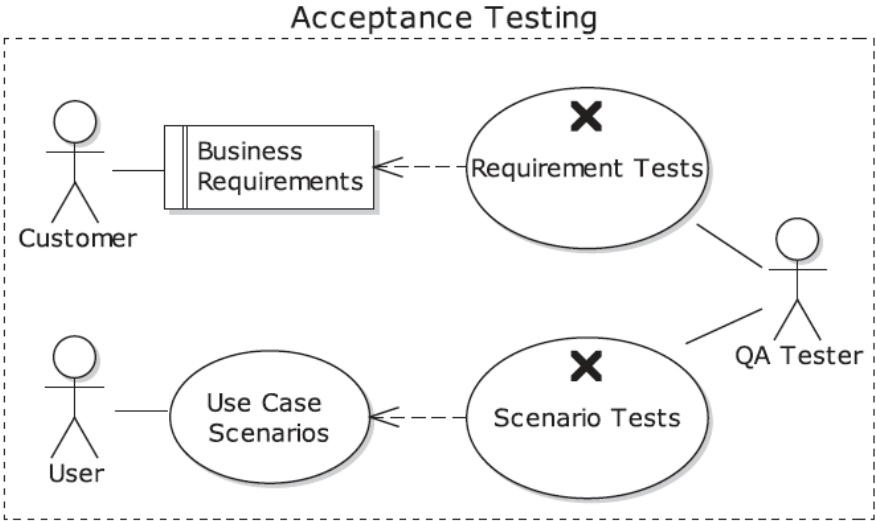 Acceptance Testing
Business
Requirements
Requirement Tests
Customer
QA Tester
Use Case
Scenarios
Scenario Tests
User